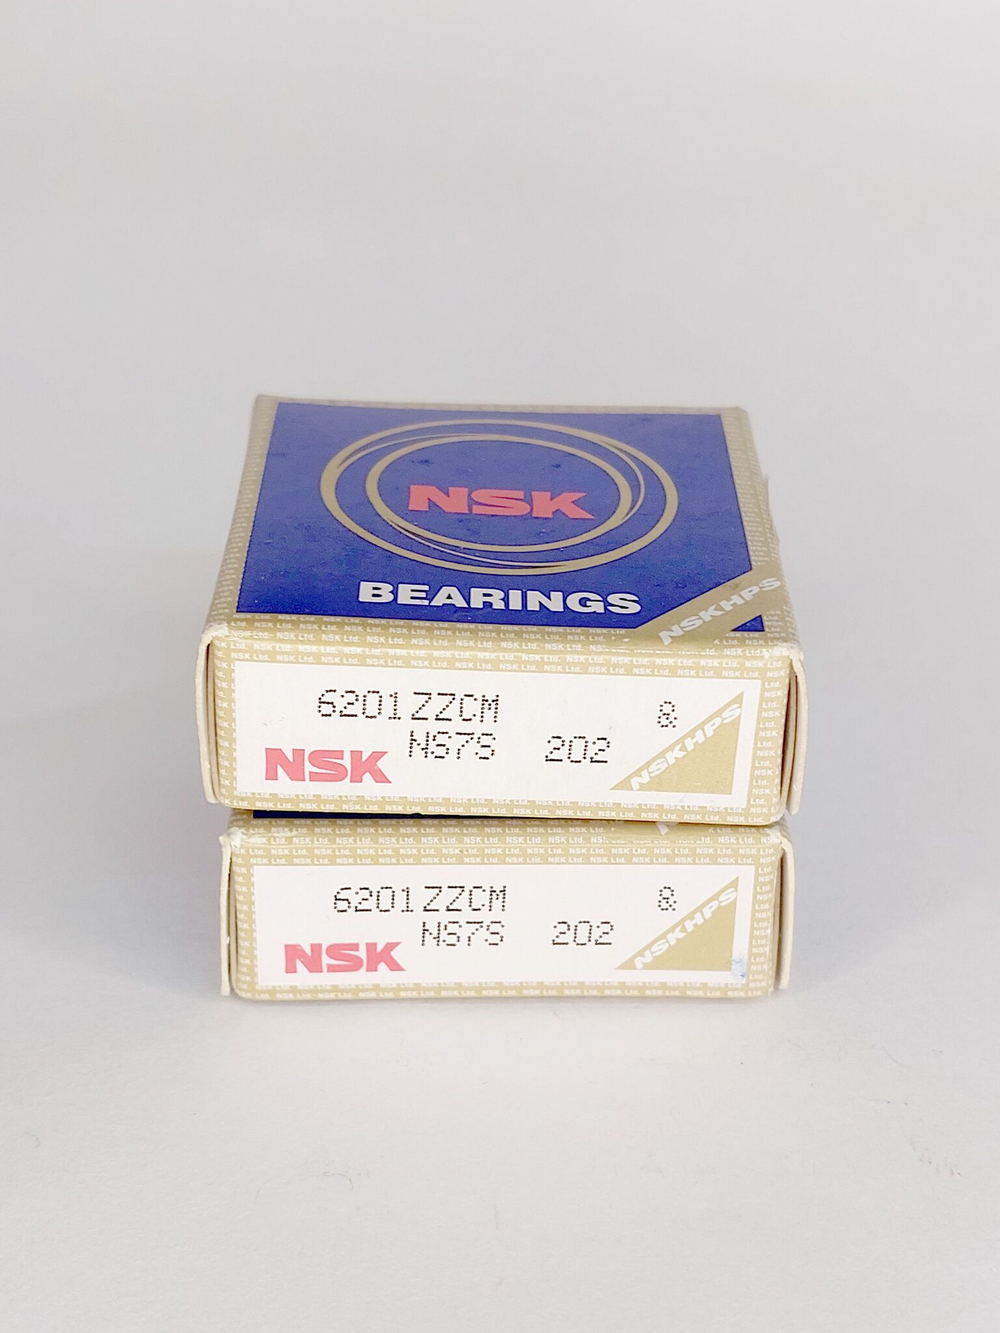 NSK
BEARINGS
NSKHPS
6201ZZCM &
NSK NS7S 202 NSKHPS
6201ZZCM &
NSK NS7S 202 NSKHPS